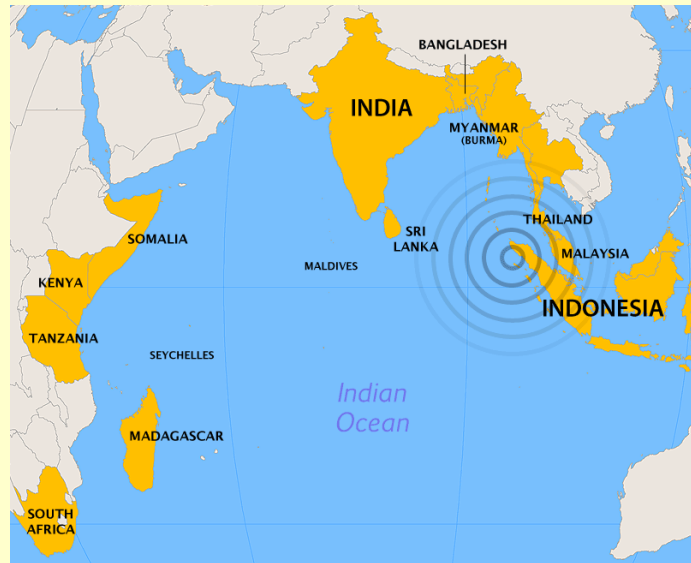 BANGLADESH
INDIA
MYANMAR
(BURMA)
THAILAND
SRI
LANKA
SOMALIA
MALAYSIA
MALDIVES
KENYA
INDONESIA
TANZANIA
SEYCHELLES
Indian
Ocean
MADAGASCAR
SOUTH
AFRICA